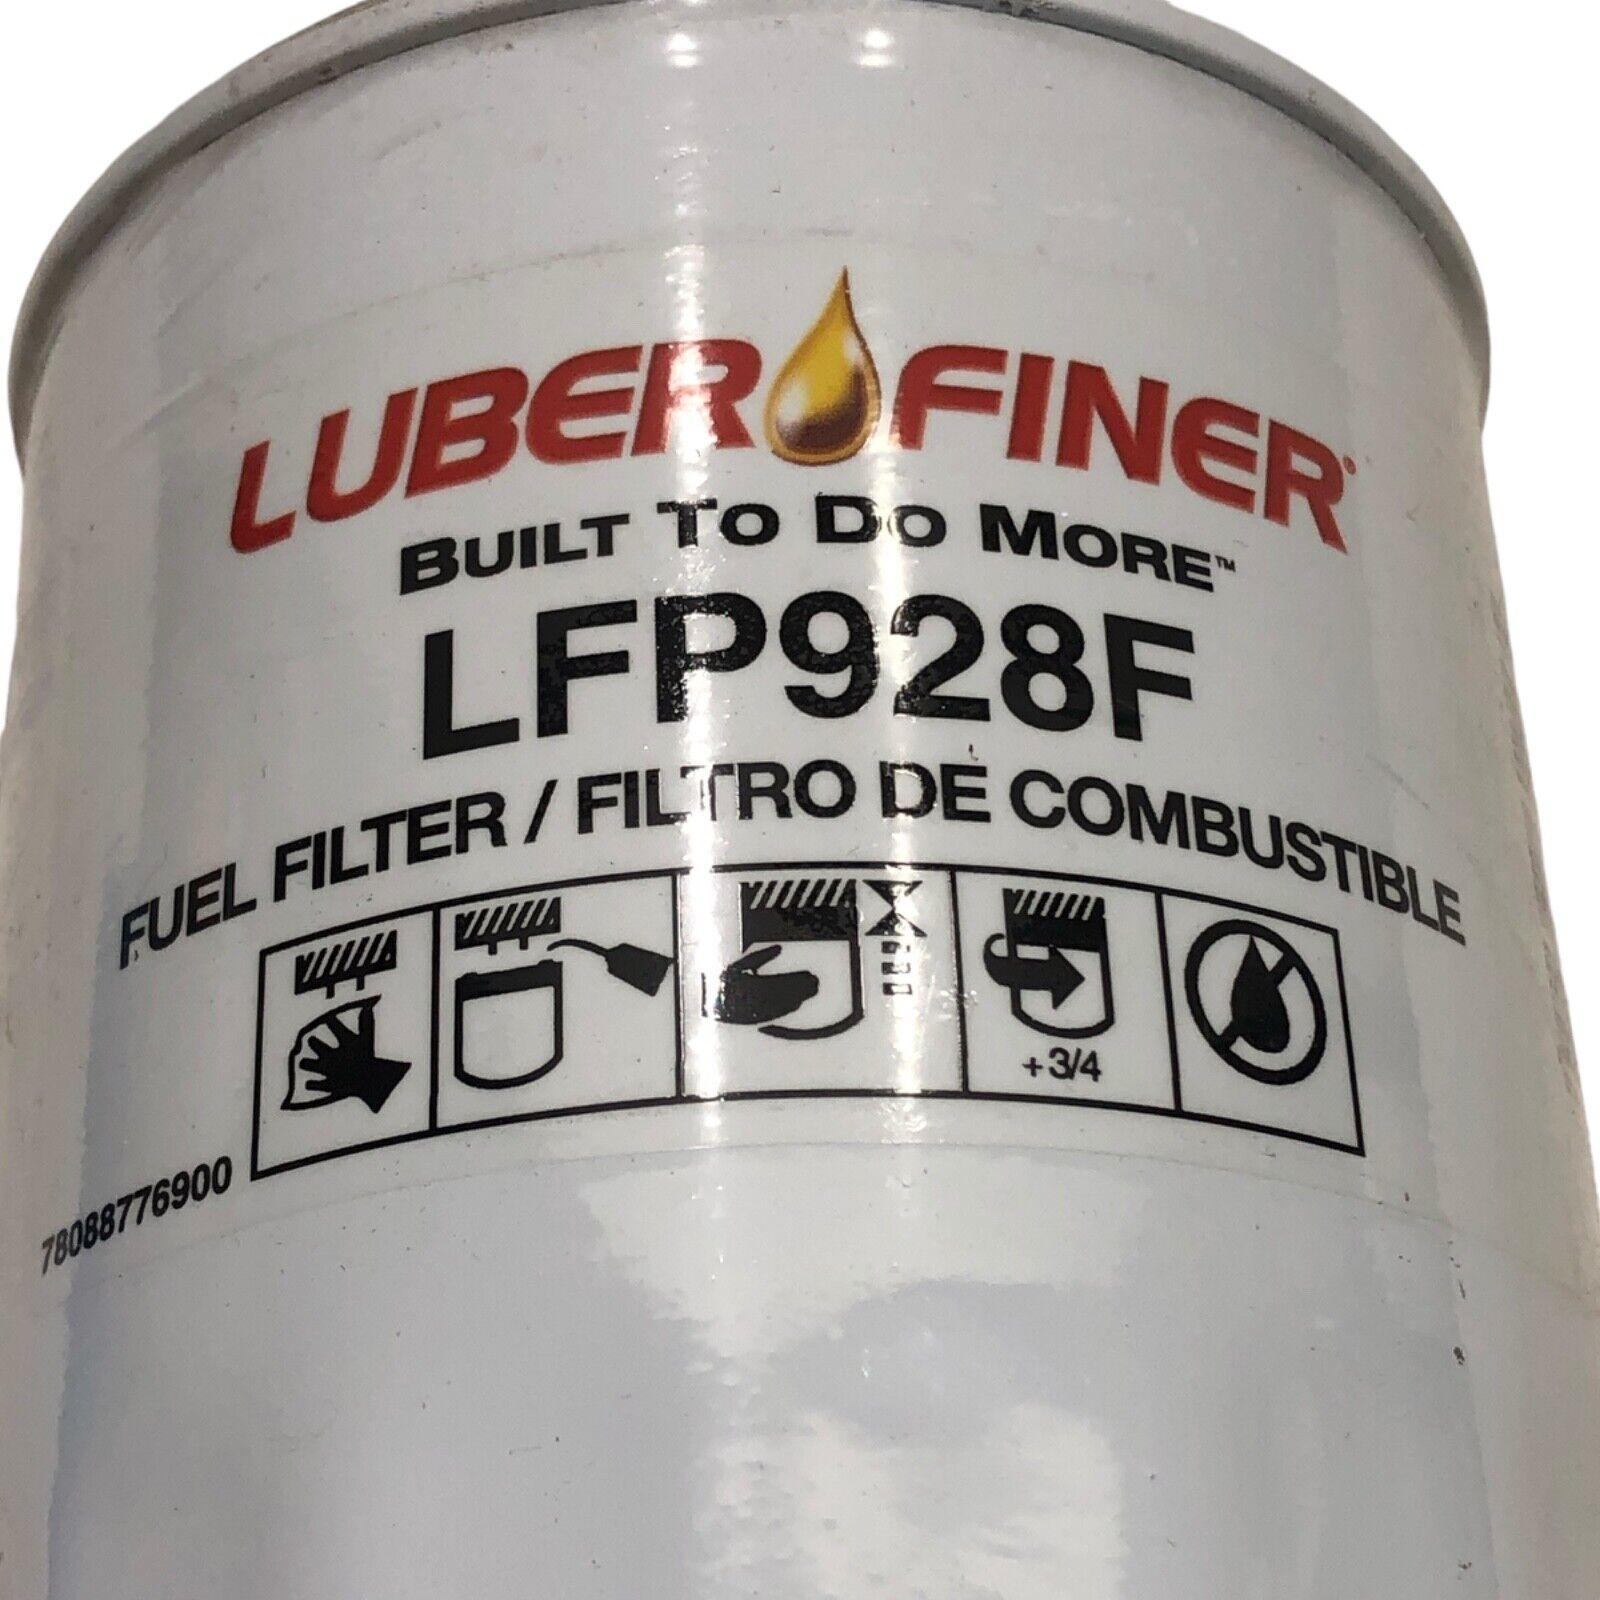 LUBERFINER®
BUILT TO DO MORE™
LFP928F
FUEL FILTER / FILTRO DE COMBUSTIBLE
+3/4
78088776900